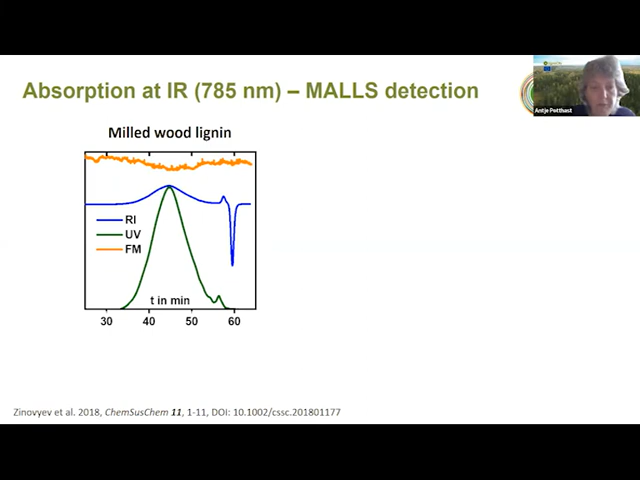 Absorption at IR (785 nm) – MALLS detection
Antje Potthast
Milled wood lignin
RI
UV
FM
t in min
30 40 50 60
Zinovyev et al. 2018, ChemSusChem 11, 1-11, DOI: 10.1002/cssc.201801177